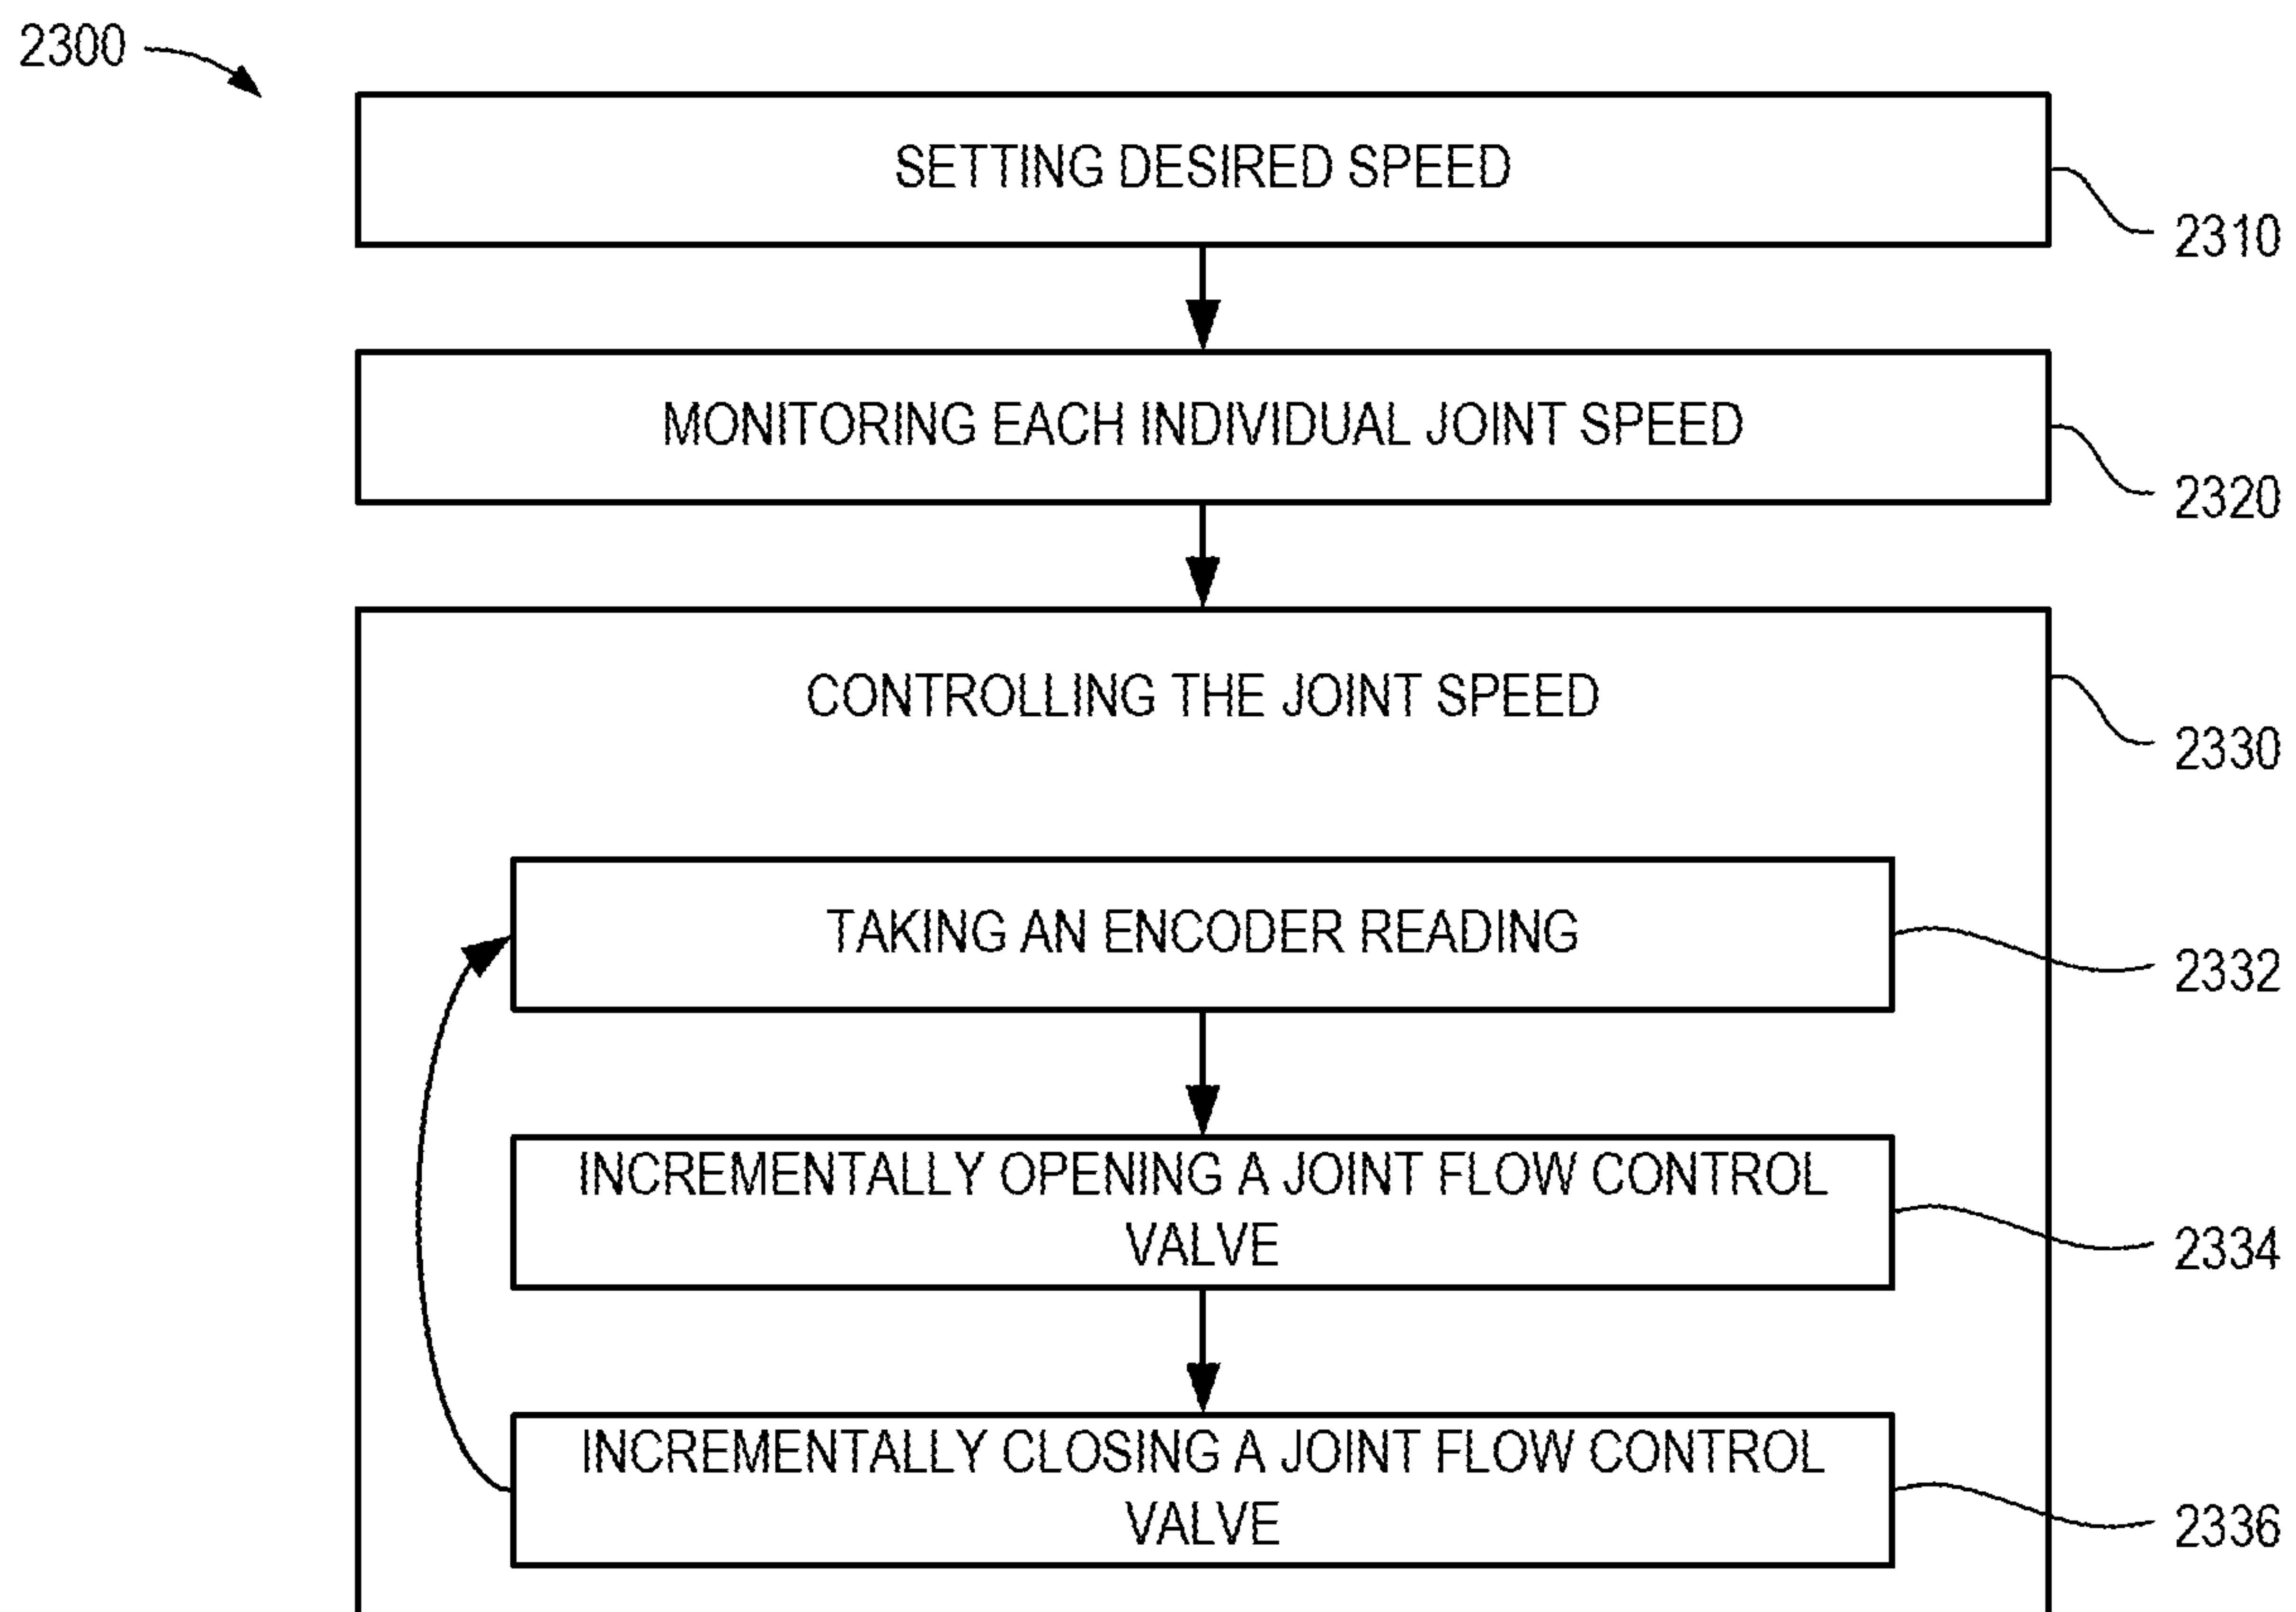 2300
SETTING DESIRED SPEED
2310
MONITORING EACH INDIVIDUAL JOINT SPEED
2320
CONTROLLING THE JOINT SPEED
2330
TAKING AN ENCODER READING
2332
INCREMENTALLY OPENING A JOINT FLOW CONTROL
VALVE
2334
INCREMENTALLY CLOSING A JOINT FLOW CONTROL
VALVE
2336